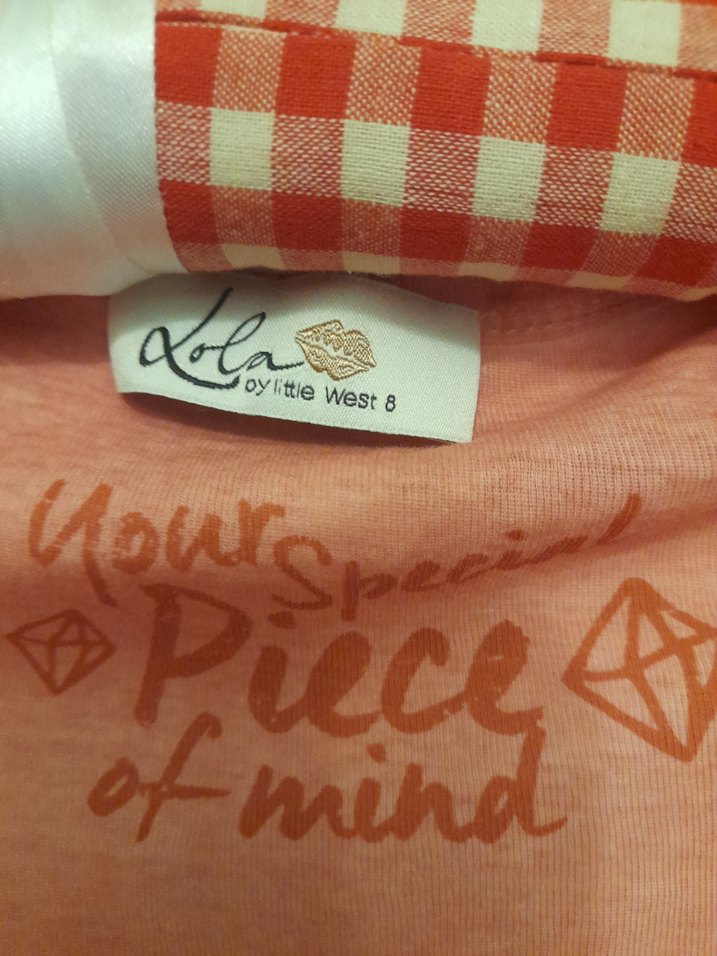 Lola
by little West 8
your special
Piece
of mind